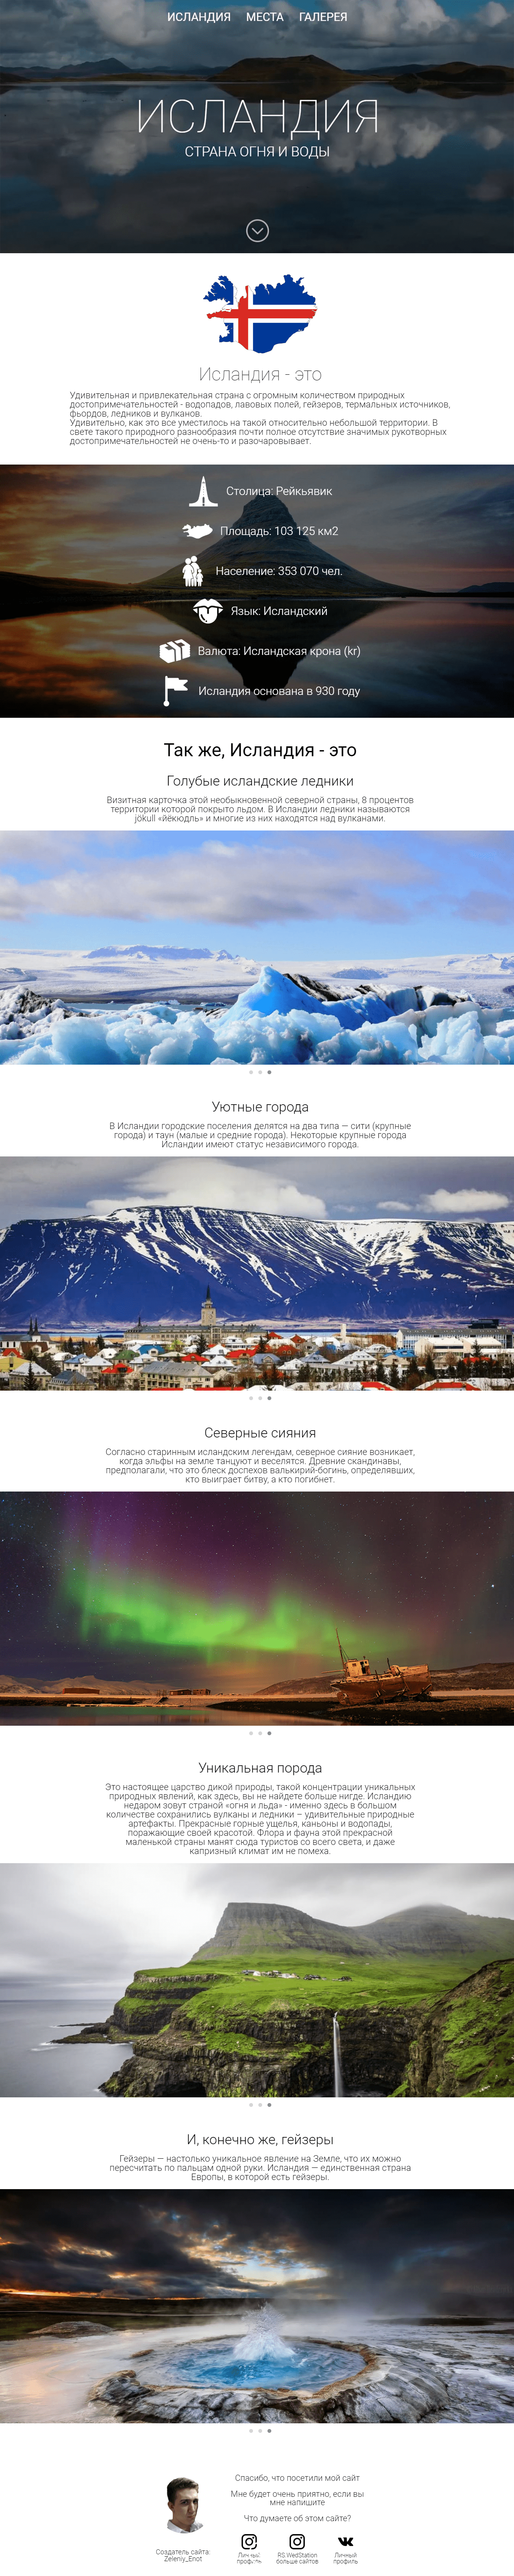 ИСЛАНДИЯ МЕСТА ГАЛЕРЕЯ
ИСЛАНДИЯ
СТРАНА ОГНЯ И ВОДЫ
Исландия - это
Удивительная и привлекательная страна с огромным количеством природных
достопримечательностей - водопадов, лавовых полей, гейзеров, термальных источников,
фьордов, ледников и вулканов.
Удивительно, как это все уместилось на такой относительно небольшой территории. В
свете такого природного разнообразия почти полное отсутствие значимых рукотворных
достопримечательностей не очень-то и разочаровывает.
Столица: Рейкьявик
Площадь: 103 125 км2
Население: 353 070 чел.
Язык: Исландский
Валюта: Исландская крона (kr)
Исландия основана в 930 году
Так же, Исландия - это
Голубые исландские ледники
Визитная карточка этой необыкновенной северной страны, 8 процентов
территории которой покрыто льдом. В Исландии ледники называются
jökull «йёкюдль» и многие из них находятся над вулканами.
Уютные города
В Исландии городские поселения делятся на два типа — сити (крупные
города) и таун (малые и средние города). Некоторые крупные города
Исландии имеют статус независимого города.
Северные сияния
Согласно старинным исландским легендам, северное сияние возникает,
когда эльфы на земле танцуют и веселятся. Древние скандинавы,
предполагали, что это блеск доспехов валькирий-богинь, определявших,
кто выиграет битву, а кто погибнет.
Уникальная порода
Это настоящее царство дикой природы, такой концентрации уникальных
природных явлений, как здесь, вы не найдете больше нигде. Исландию
недаром зовут страной «огня и льда» - именно здесь в большом
количестве сохранились вулканы и ледники – удивительные природные
артефакты. Прекрасные горные ущелья, каньоны и водопады,
поражающие своей красотой. Флора и фауна этой прекрасной
маленькой страны манят сюда туристов со всего света, и даже
капризный климат им не помеха.
И, конечно же, гейзеры
Гейзеры — настолько уникальное явление на Земле, что их можно
пересчитать по пальцам одной руки. Исландия — единственная страна
Европы, в которой есть гейзеры.
Спасибо, что посетили мой сайт
Мне будет очень приятно, если вы
мне напишите
Что думаете об этом сайте?
Создатель сайта:
Zeleniy_Enot
Личный
профиль
RS.WedStation
больше сайтов
Личный
профиль